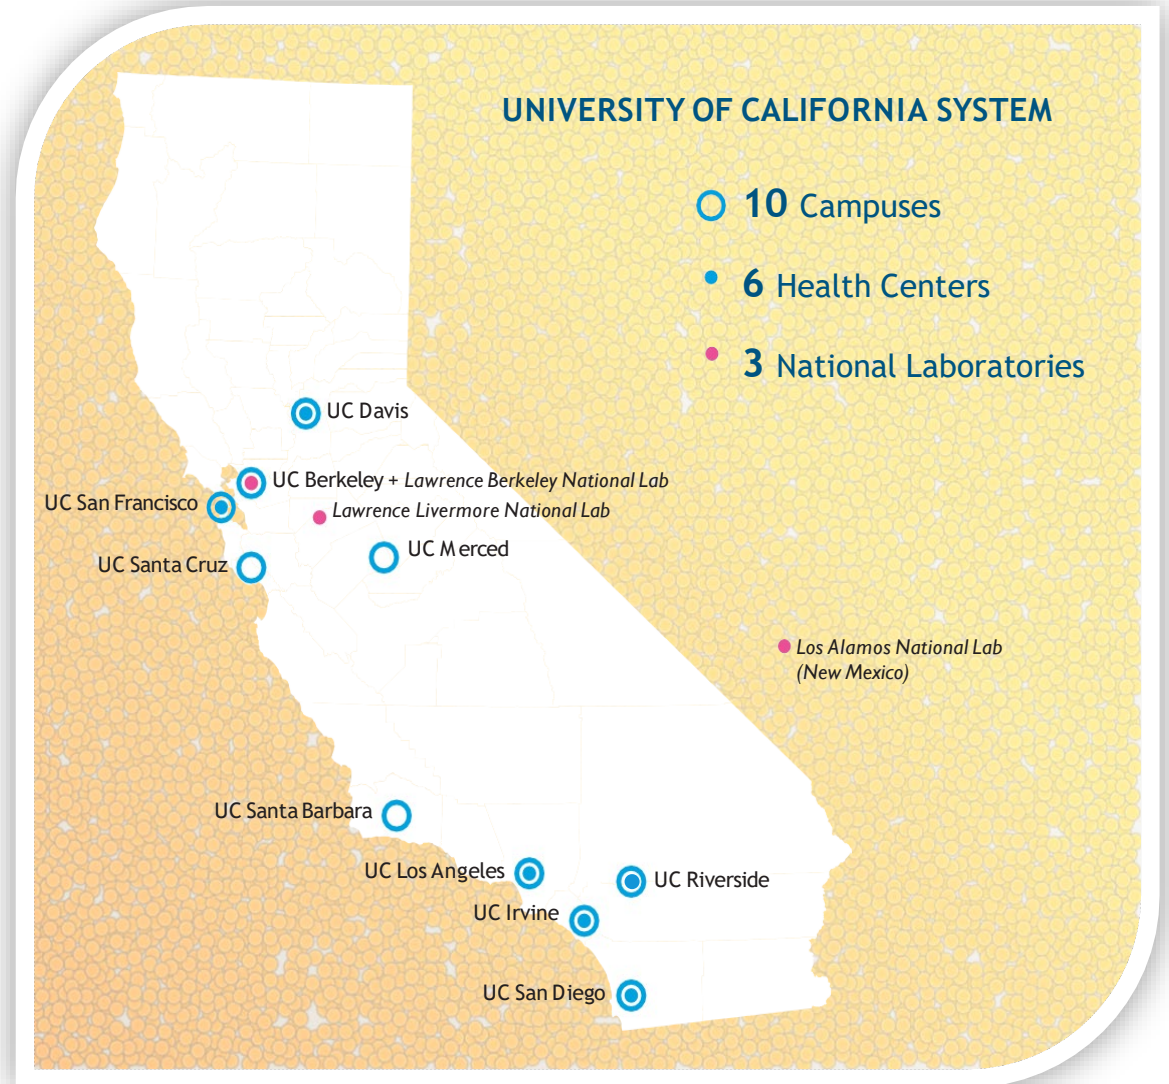 UNIVERSITY OF CALIFORNIA SYSTEM
10 Campuses
6 Health Centers
3 National Laboratories
UC Davis
UC Berkeley + Lawrence Berkeley National Lab
UC San Francisco
Lawrence Livermore National Lab
UC Merced
UC Santa Cruz
Los Alamos National Lab
(New Mexico)
UC Santa Barbara
UC Los Angeles
UC Riverside
UC Irvine
UC San Diego